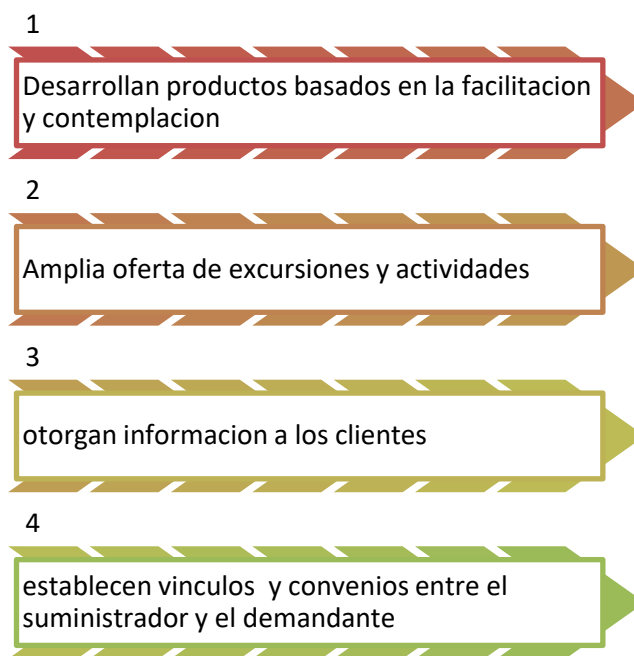 1
Desarrollan productos basados en la facilitacion
y contemplacion
2
Amplia oferta de excursiones y actividades
3
otorgan informacion a los clientes
4
establecen vinculos  y convenios entre el
suministrador y el demandante